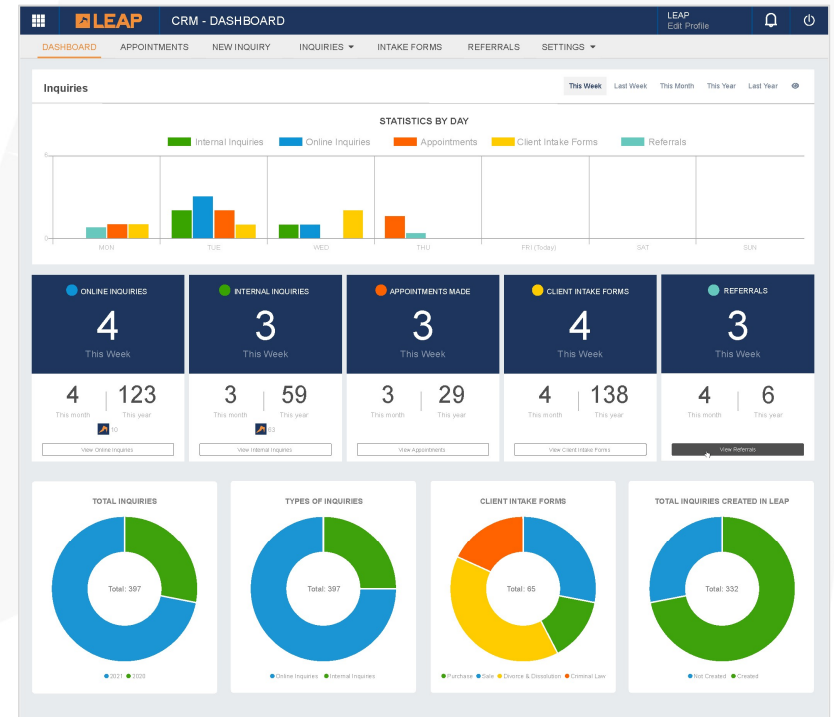 LEAP
CRM - DASHBOARD
LEAP
Edit Profile
DASHBOARD APPOINTMENTS NEW INQUIRY INQUIRIES INTAKE FORMS REFERRALS SETTINGS
Inquiries
This Week Last Week This Month This Year Last Year
STATISTICS BY DAY
Internal Inquiries Online Inquiries Appointments Client Intake Forms Referrals
0
MON TUE WED THU FRI (Today) SAT SUN
ONLINE INQUIRIES INTERNAL INQUIRIES APPOINTMENTS MADE CLIENT INTAKE FORMS REFERRALS
4 3 3 4 3
This Week This Week This Week This Week This Week
4 123 3 59 3 29 4 138 4 6
This month This year This month This year This month This year This month This year This month This year
10 63
View Online Inquiries View Internal Inquiries View Appointments View Client Intake Forms View Referrals
TOTAL INQUIRIES TYPES OF INQUIRIES CLIENT INTAKE FORMS TOTAL INQUIRIES CREATED IN LEAP
Total: 397 Total: 397 Total: 65 Total: 332
2021 2020 Online Inquiries Internal Inquiries Purchase Sale Divorce & Dissolution Criminal Law Not Created Created